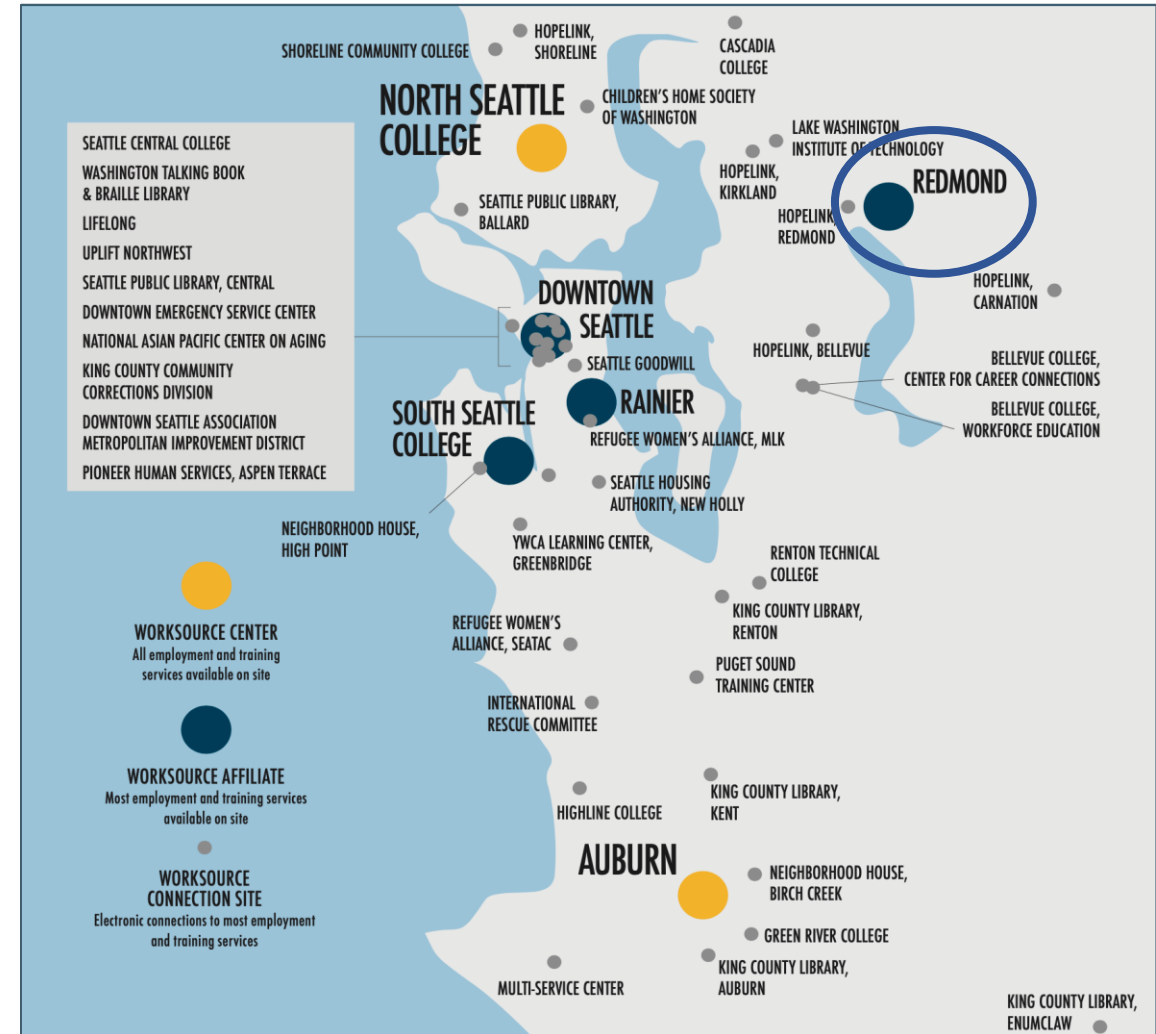 SHORELINE COMMUNITY COLLEGE
HOPELINK,
SHORELINE
CASCADIA
COLLEGE
NORTH SEATTLE
COLLEGE
CHILDREN'S HOME SOCIETY
OF WASHINGTON
LAKE WASHINGTON
INSTITUTE OF TECHNOLOGY
HOPELINK,
KIRKLAND
REDMOND
HOPELINK,
REDMOND
SEATTLE PUBLIC LIBRARY,
BALLARD
SEATTLE CENTRAL COLLEGE
WASHINGTON TALKING BOOK
& BRAILLE LIBRARY
LIFELONG
UPLIFT NORTHWEST
SEATTLE PUBLIC LIBRARY, CENTRAL
DOWNTOWN EMERGENCY SERVICE CENTER
NATIONAL ASIAN PACIFIC CENTER ON AGING
KING COUNTY COMMUNITY
CORRECTIONS DIVISION
DOWNTOWN SEATTLE ASSOCIATION
METROPOLITAN IMPROVEMENT DISTRICT
PIONEER HUMAN SERVICES, ASPEN TERRACE
DOWNTOWN
SEATTLE
HOPELINK,
CARNATION
HOPELINK, BELLEVUE
SEATTLE GOODWILL
BELLEVUE COLLEGE,
CENTER FOR CAREER CONNECTIONS
BELLEVUE COLLEGE,
WORKFORCE EDUCATION
RAINIER
REFUGEE WOMEN'S ALLIANCE, MLK
SOUTH SEATTLE
COLLEGE
SEATTLE HOUSING
AUTHORITY, NEW HOLLY
NEIGHBORHOOD HOUSE,
HIGH POINT
YWCA LEARNING CENTER,
GREENBRIDGE
RENTON TECHNICAL
COLLEGE
KING COUNTY LIBRARY,
RENTON
REFUGEE WOMEN'S
ALLIANCE, SEATAC
PUGET SOUND
TRAINING CENTER
INTERNATIONAL
RESCUE COMMITTEE
HIGHLINE COLLEGE
KING COUNTY LIBRARY,
KENT
AUBURN
NEIGHBORHOOD HOUSE,
BIRCH CREEK
GREEN RIVER COLLEGE
KING COUNTY LIBRARY,
AUBURN
MULTI-SERVICE CENTER
KING COUNTY LIBRARY,
ENUMCLAW
WORKSOURCE CENTER
All employment and training
services available on site
WORKSOURCE AFFILIATE
Most employment and training services
available on site
WORKSOURCE
CONNECTION SITE
Electronic connections to most employment
and training services